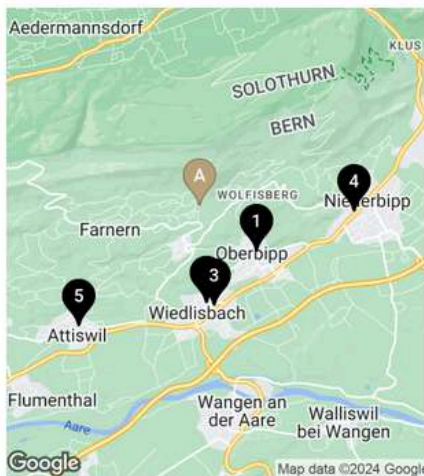 Aedermannsdorf
KLUS
SOLOTHURN
BERN
A
WOLFISBERG
4
Niederbipp
Farnern
1
Oberbipp
3
Wiedlisbach
5
Attiswil
Flumenthal
Aare
Wangen an
der Aare
Walliswil
bei Wangen
Google
Map data ©2024 Google